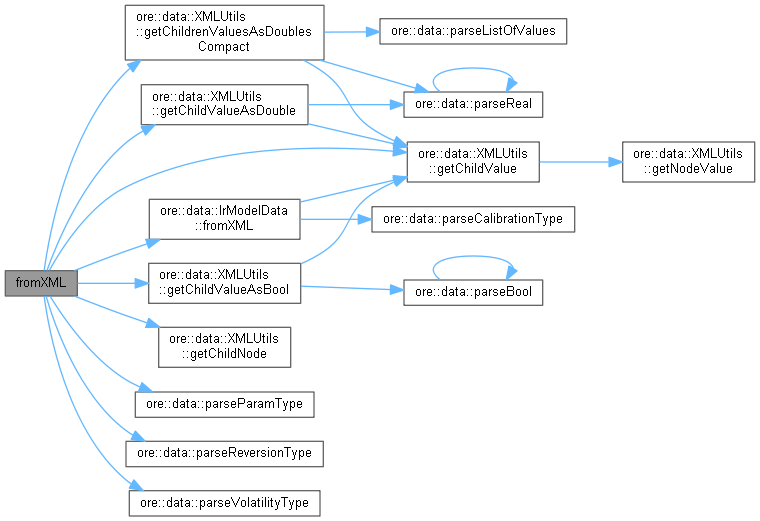 ore::data::XMLUtils
::getChildrenValuesAsDoubles
Compact
ore::data::parseListOfValues
ore::data::XMLUtils
::getChildValueAsDouble
ore::data::parseReal
ore::data::XMLUtils
::getChildValue
ore::data::XMLUtils
::getNodeValue
ore::data::IrModelData
::fromXML
ore::data::parseCalibrationType
fromXML
ore::data::XMLUtils
::getChildValueAsBool
ore::data::parseBool
ore::data::XMLUtils
::getChildNode
ore::data::parseParamType
ore::data::parseReversionType
ore::data::parseVolatilityType